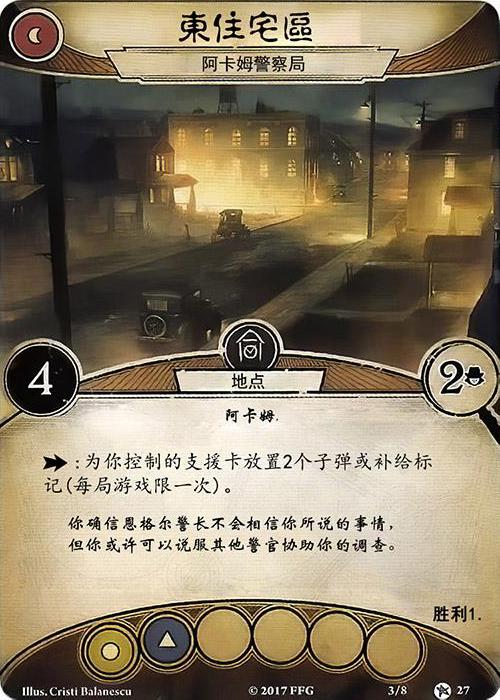 東住宅區
阿卡姆警察局
4
地点
2
阿卡姆.
:为你控制的支援卡放置2个子弹或补给标
记(每局游戏限一次)。
你确信恩格尔警长不会相信你所说的事情,
但你或许可以说服其他警官协助你的调查。
胜利1.
Illus. Cristi Balanescu
© 2017 FFG
3/8
27